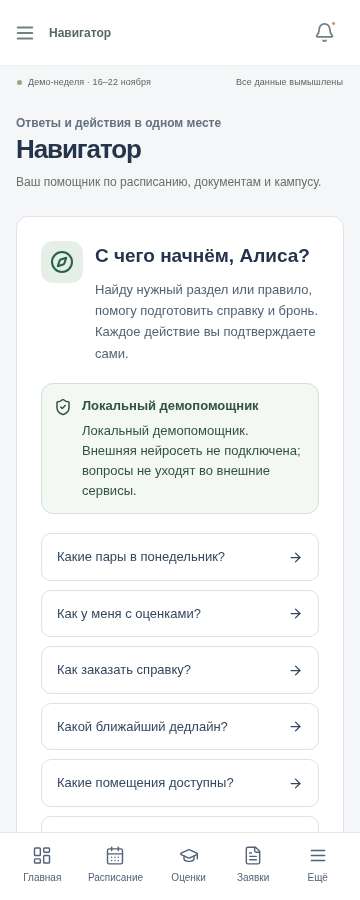 Навигатор
Демо-неделя · 16–22 ноября
Все данные вымышлены
Ответы и действия в одном месте
Навигатор
Ваш помощник по расписанию, документам и кампусу.
С чего начнём, Алиса?
Найду нужный раздел или правило,
помогу подготовить справку и бронь.
Каждое действие вы подтверждаете
сами.
Локальный демопомощник
Локальный демопомощник.
Внешняя нейросеть не подключена;
вопросы не уходят во внешние
сервисы.
Какие пары в понедельник?
Как у меня с оценками?
Как заказать справку?
Какой ближайший дедлайн?
Какие помещения доступны?
Главная
Расписание
Оценки
Заявки
Ещё